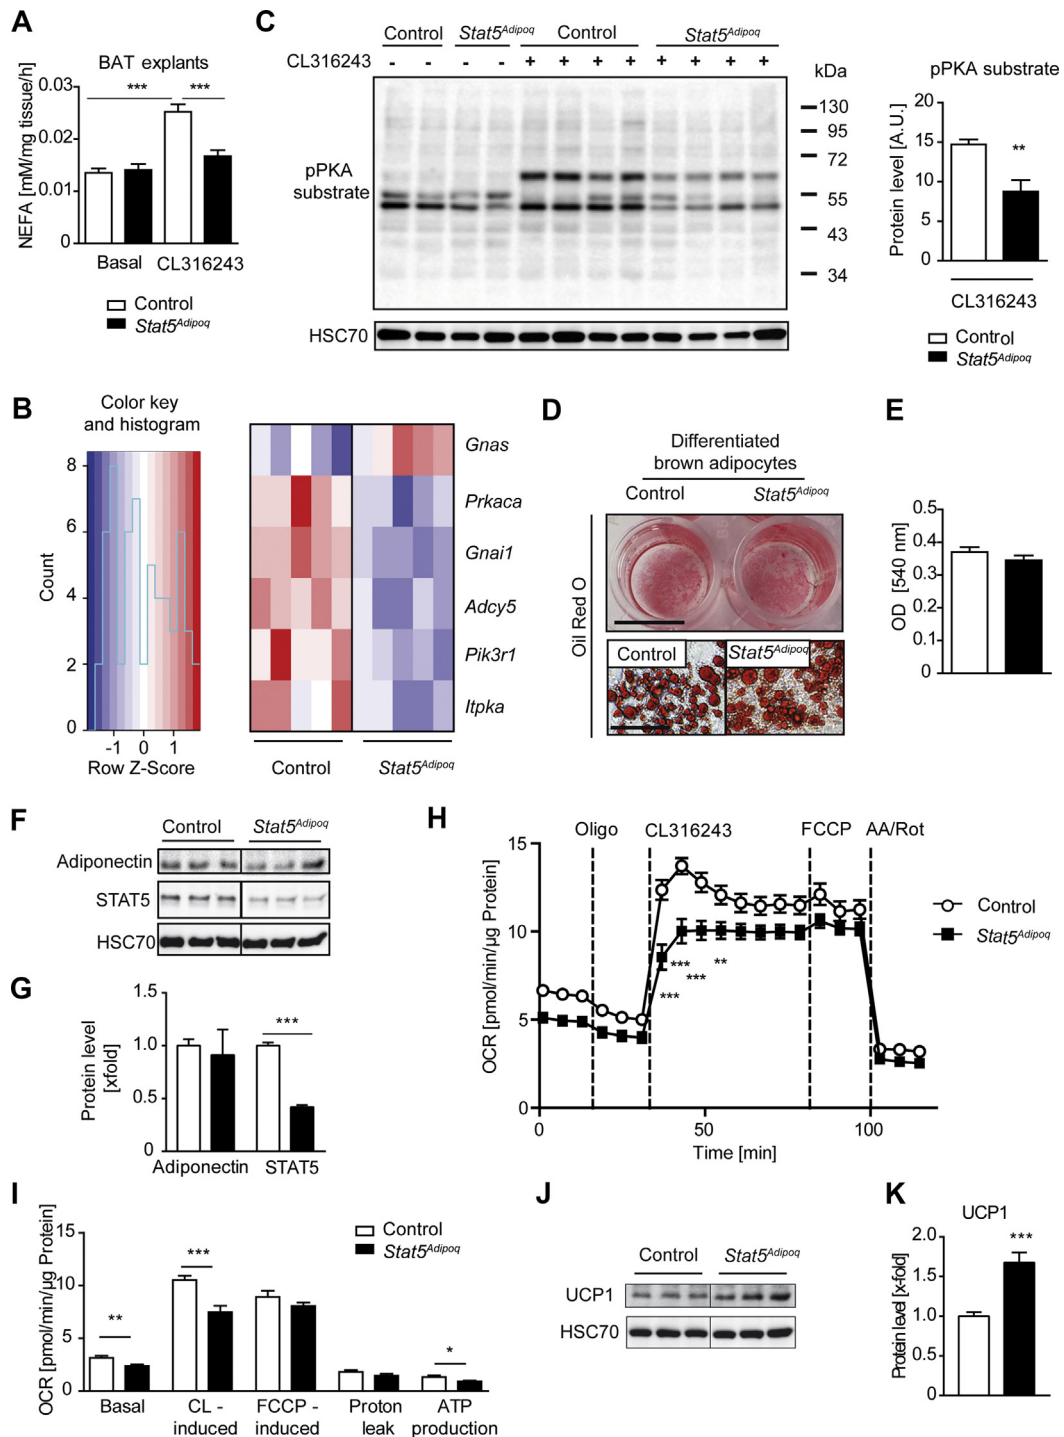 A
BAT explants
NEFA [mM/mg tissue/h]
0.03
0.02
0.01
0
***
***
Basal
CL316243
Control
Stat5Adipoq
C
Control
Stat5Adipoq
Control
Stat5Adipoq
CL316243
- - - - + + + + + + + +
kDa
130
95
72
55
43
34
pPKA
substrate
HSC70
pPKA substrate
Protein level [A.U.]
20
15
10
5
0
**
CL316243
Control
Stat5Adipoq
B
Color key
and histogram
Count
8
6
4
2
0
-1 0 1
Row Z-Score
Gnas
Prkaca
Gnai1
Adcy5
Pik3r1
Itpka
Control
Stat5Adipoq
D
Differentiated
brown adipocytes
Control
Stat5Adipoq
Oil Red O
Control
Stat5Adipoq
E
OD [540 nm]
0.4
0.3
0.2
0.1
0
F
Control
Stat5Adipoq
Adiponectin
STAT5
HSC70
G
Protein level
[xfold]
1.5
1.0
0.5
0
***
Adiponectin
STAT5
H
Oligo
CL316243
FCCP
AA/Rot
OCR [pmol/min/µg Protein]
15
10
5
0
***
***
***
**
0
50
100
Time [min]
Control
Stat5Adipoq
I
OCR [pmol/min/µg Protein]
15
10
5
0
Control
Stat5Adipoq
**
***
*
Basal
CL -
induced
FCCP -
induced
Proton
leak
ATP
production
J
Control
Stat5Adipoq
UCP1
HSC70
K
UCP1
Protein level [x-fold]
2.0
1.5
1.0
0.5
0
***